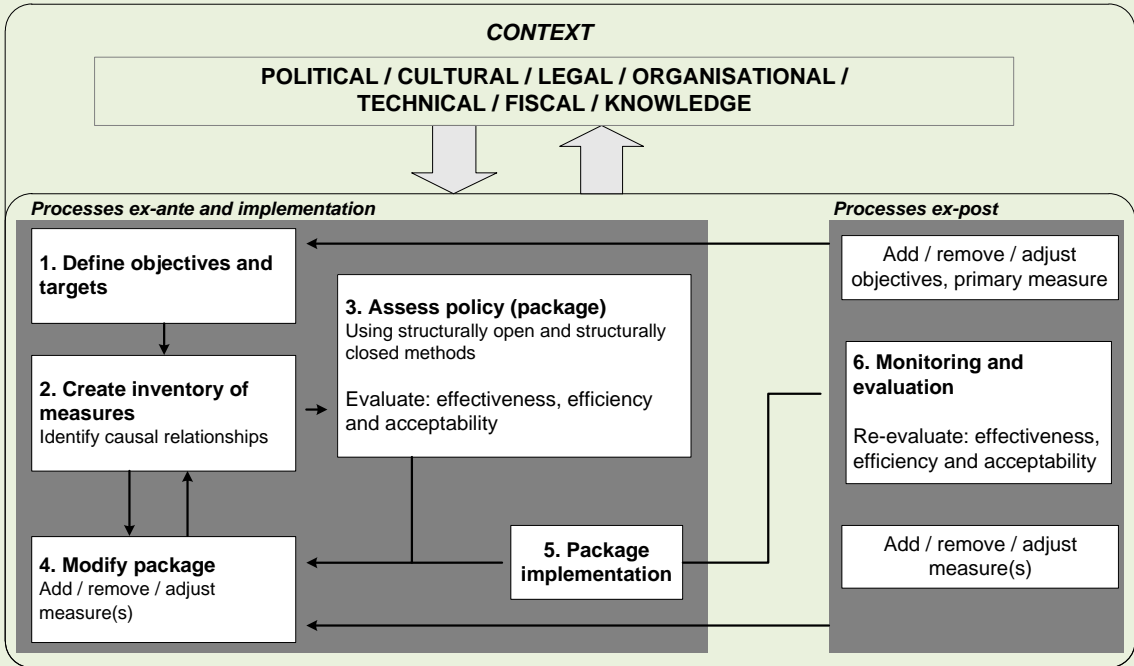 CONTEXT
POLITICAL / CULTURAL / LEGAL / ORGANISATIONAL /
TECHNICAL / FISCAL / KNOWLEDGE
Processes ex-ante and implementation
1. Define objectives and
targets
2. Create inventory of
measures
Identify causal relationships
3. Assess policy (package)
Using structurally open and structurally
closed methods
Evaluate: effectiveness, efficiency
and acceptability
4. Modify package
Add / remove / adjust
measure(s)
5. Package
implementation
Processes ex-post
Add / remove / adjust
objectives, primary measure
6. Monitoring and
evaluation
Re-evaluate: effectiveness,
efficiency and acceptability
Add / remove / adjust
measure(s)